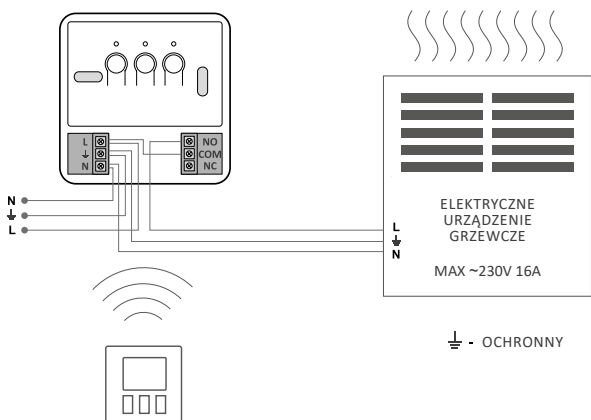 L
N
NO
COM
NC
N
L
L
N
ELEKTRYCZNE
URZĄDZENIE
GRZEWCZE
MAX ~230V 16A
- OCHRONNY